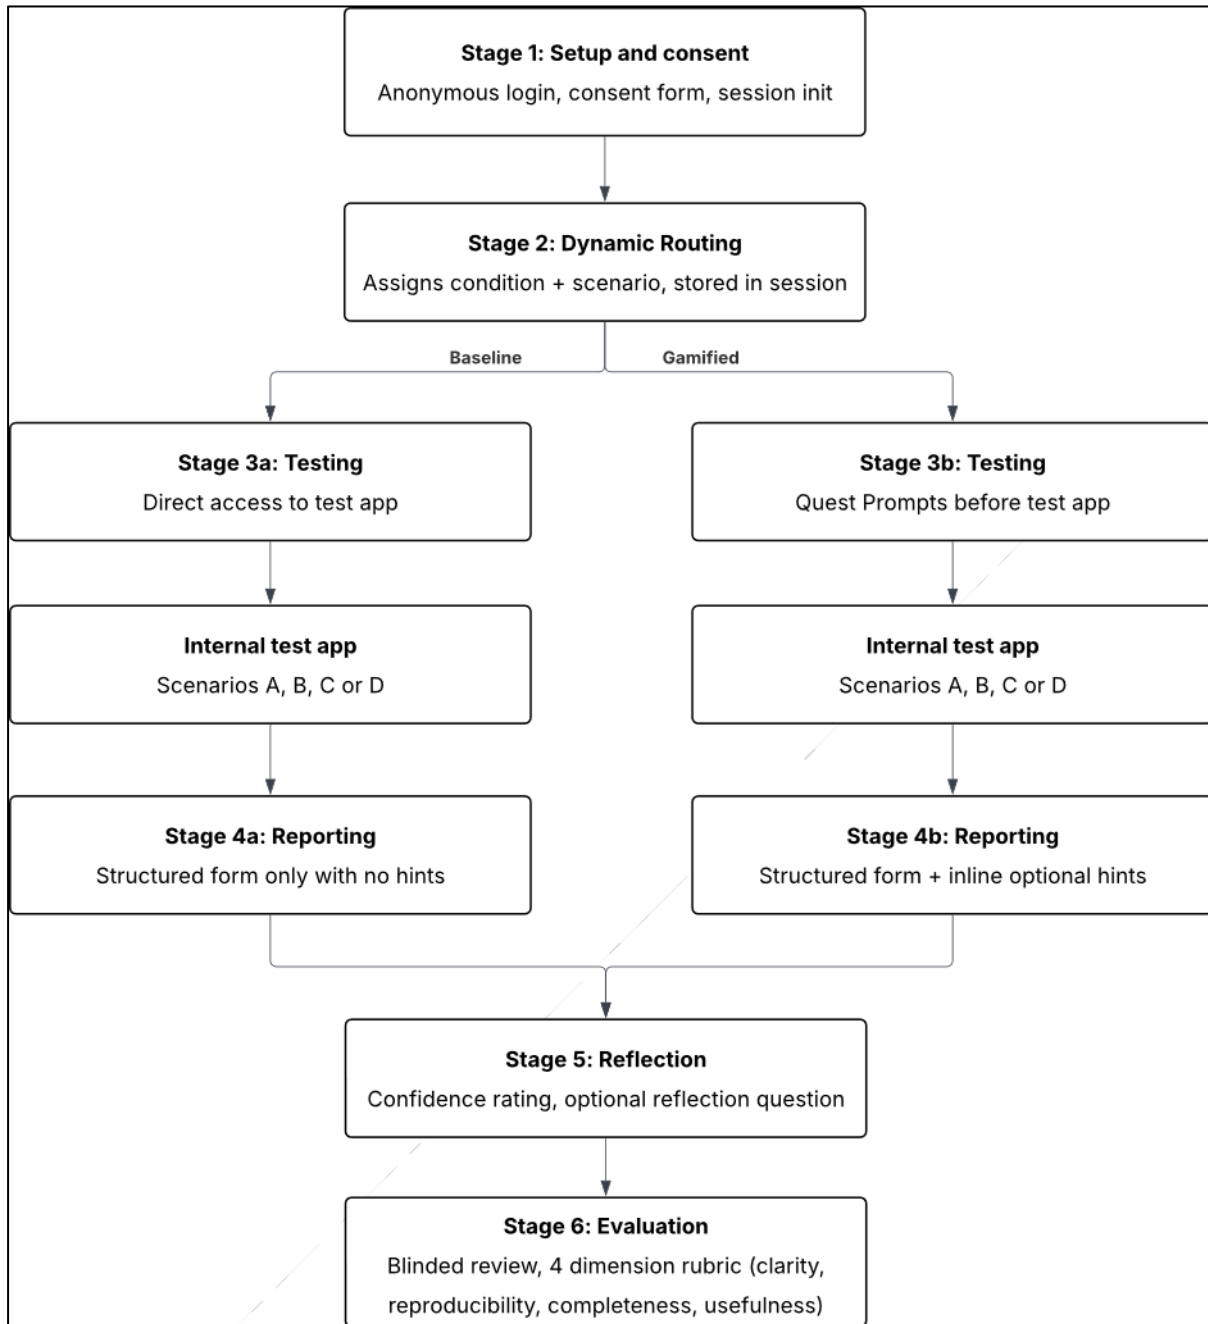 Stage 1: Setup and consent
Anonymous login, consent form, session init
Stage 2: Dynamic Routing
Assigns condition + scenario, stored in session
Baseline
Gamified
Stage 3a: Testing
Direct access to test app
Stage 3b: Testing
Quest Prompts before test app
Internal test app
Scenarios A, B, C or D
Internal test app
Scenarios A, B, C or D
Stage 4a: Reporting
Structured form only with no hints
Stage 4b: Reporting
Structured form + inline optional hints
Stage 5: Reflection
Confidence rating, optional reflection question
Stage 6: Evaluation
Blinded review, 4 dimension rubric (clarity,
reproducibility, completeness, usefulness)